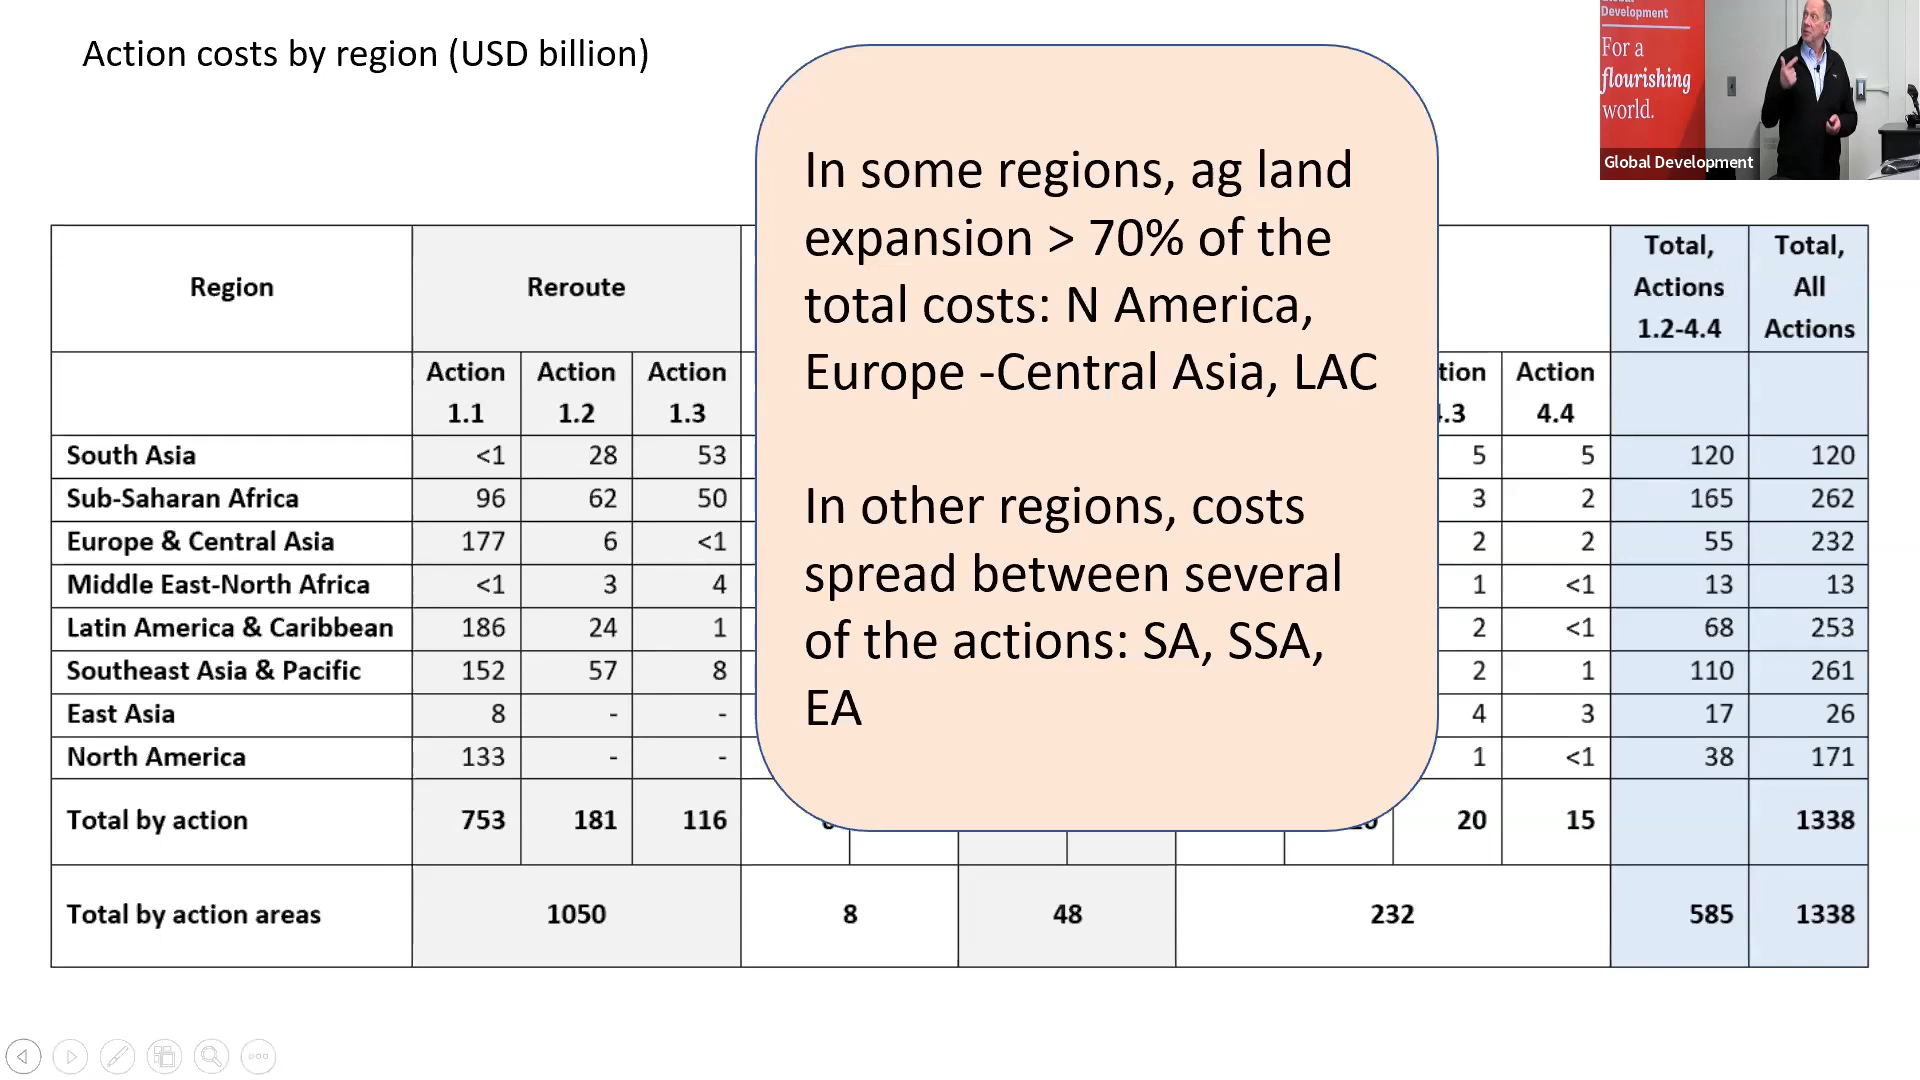 Action costs by region (USD billion)
Development
For a
flourishing
world.
Global Development
In some regions, ag land
expansion > 70% of the
total costs: N America,
Europe -Central Asia, LAC
In other regions, costs
spread between several
of the actions: SA, SSA,
EA
Region Reroute Total, Actions 1.2-4.4 Total, All Actions
Action 1.1 Action 1.2 Action 1.3 Action 4.4
South Asia <1 28 53 5 5 120 120
Sub-Saharan Africa 96 62 50 3 2 165 262
Europe & Central Asia 177 6 <1 2 2 55 232
Middle East-North Africa <1 3 4 1 <1 13 13
Latin America & Caribbean 186 24 1 2 <1 68 253
Southeast Asia & Pacific 152 57 8 2 1 110 261
East Asia 8 - - 4 3 17 26
North America 133 - - 1 <1 38 171
Total by action 753 181 116 20 15 1338
Total by action areas 1050 8 48 232 585 1338